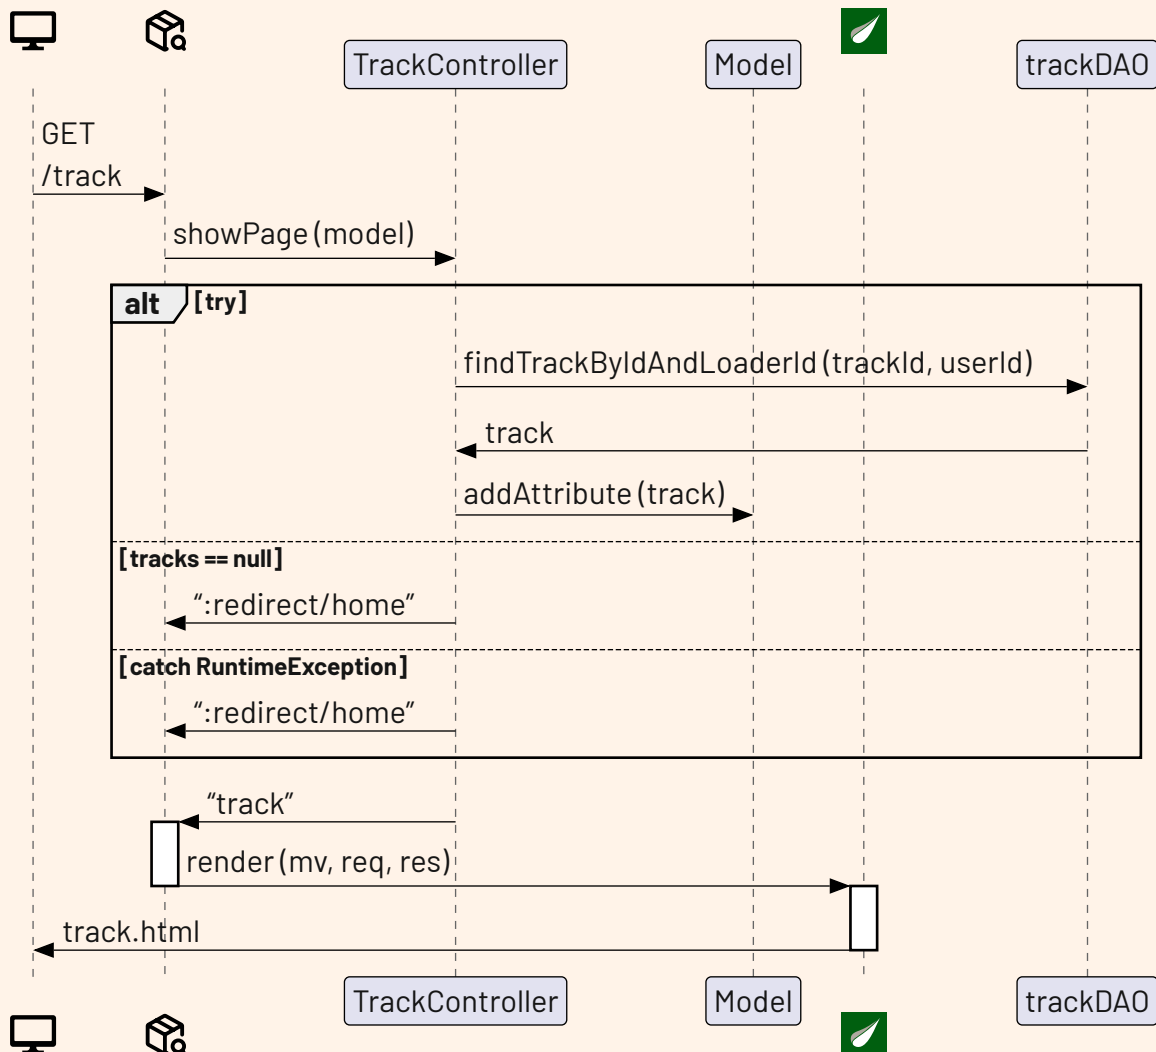 TrackController
Model
trackDAO
GET
/track
showPage (model)
alt [try]
findTrackByIdAndLoaderId (trackId, userId)
track
addAttribute (track)
[tracks == null]
“:redirect/home”
[catch RuntimeException]
“:redirect/home”
“track”
render (mv, req, res)
track.html
TrackController
Model
trackDAO